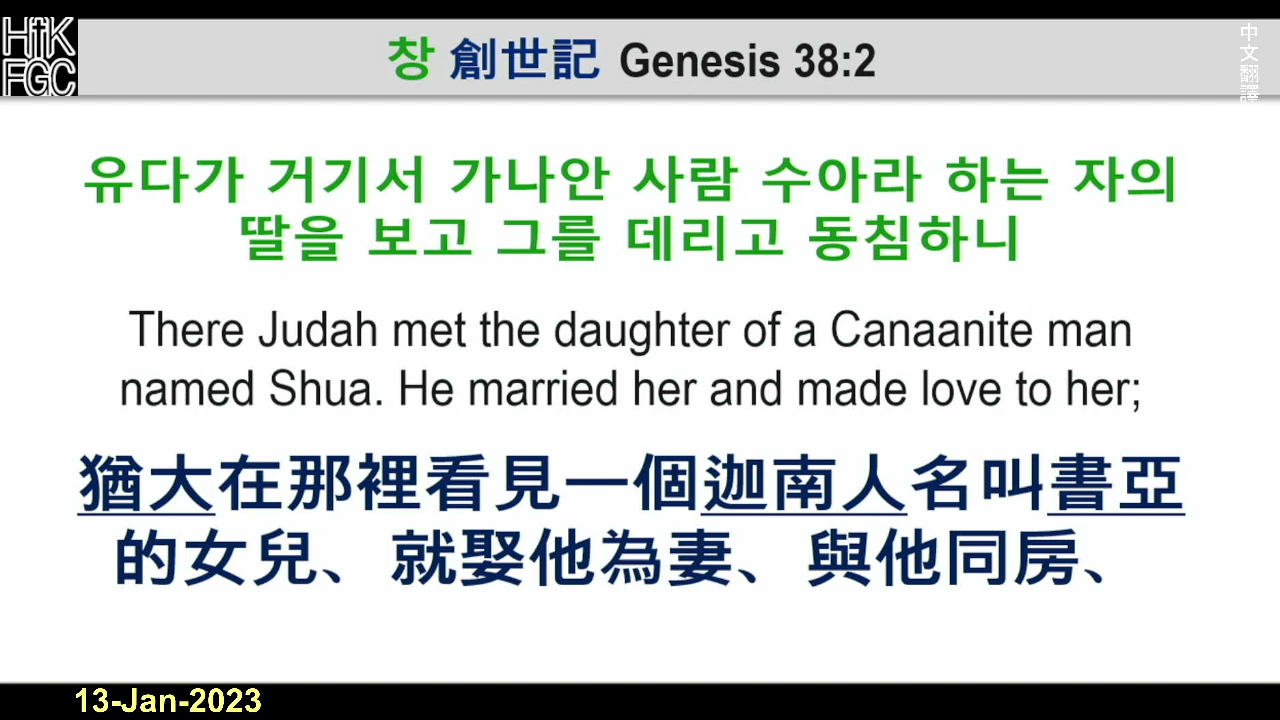 HfK
FGC
창 創世記 Genesis 38:2
中文翻譯
유다가 거기서 가나안 사람 수아라 하는 자의
딸을 보고 그를 데리고 동침하니
There Judah met the daughter of a Canaanite man
named Shua. He married her and made love to her;
猶大在那裡看見一個迦南人名叫書亞
的女兒、就娶他為妻、與他同房、
13-Jan-2023